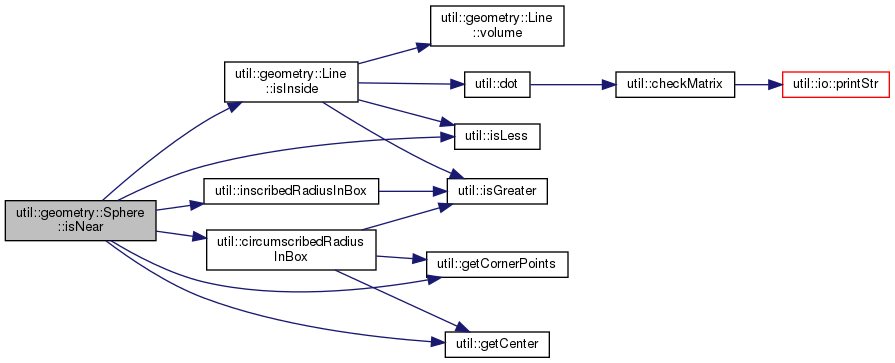 util::geometry::Sphere
::isNear
util::geometry::Line
::isInside
util::inscribedRadiusInBox
util::circumscribedRadius
InBox
util::geometry::Line
::volume
util::dot
util::isLess
util::isGreater
util::getCornerPoints
util::getCenter
util::checkMatrix
util::io::printStr